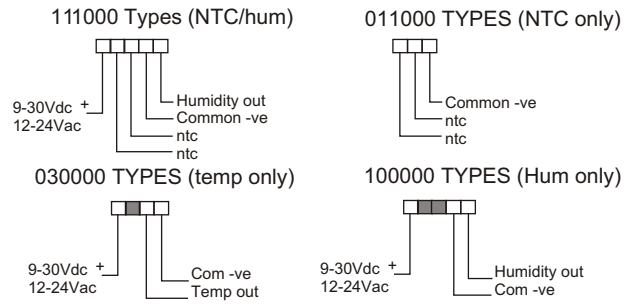 111000 Types (NTC/hum)
9-30Vdc +
12-24Vac
Humidity out
Common -ve
ntc
ntc
011000 TYPES (NTC only)
Common -ve
ntc
ntc
030000 TYPES (temp only)
9-30Vdc +
12-24Vac
Com -ve
Temp out
100000 TYPES (Hum only)
9-30Vdc +
12-24Vac
Humidity out
Com -ve